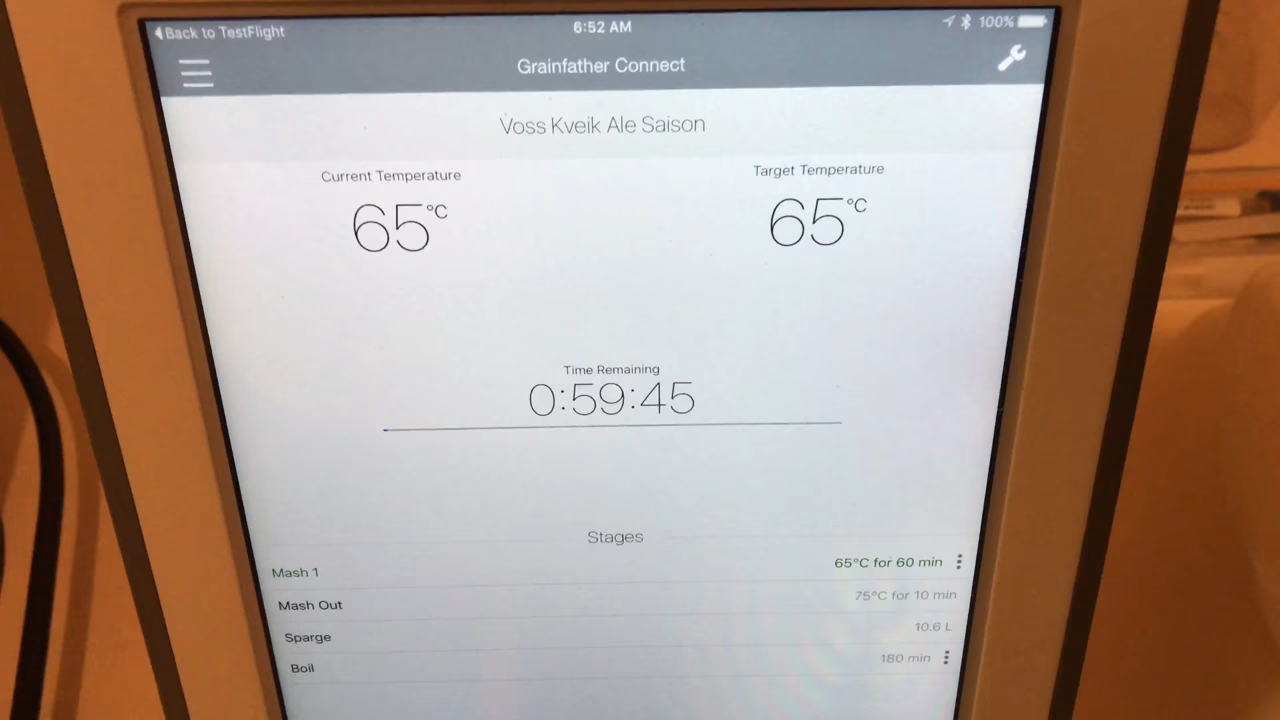 Back to TestFlight 6:52 AM 100%
Grainfather Connect
Voss Kveik Ale Saison
Current Temperature Target Temperature
65°C 65°C
Time Remaining
0:59:45
Stages
Mash 1 65°C for 60 min
Mash Out 75°C for 10 min
Sparge 10.6 L
Boil 180 min